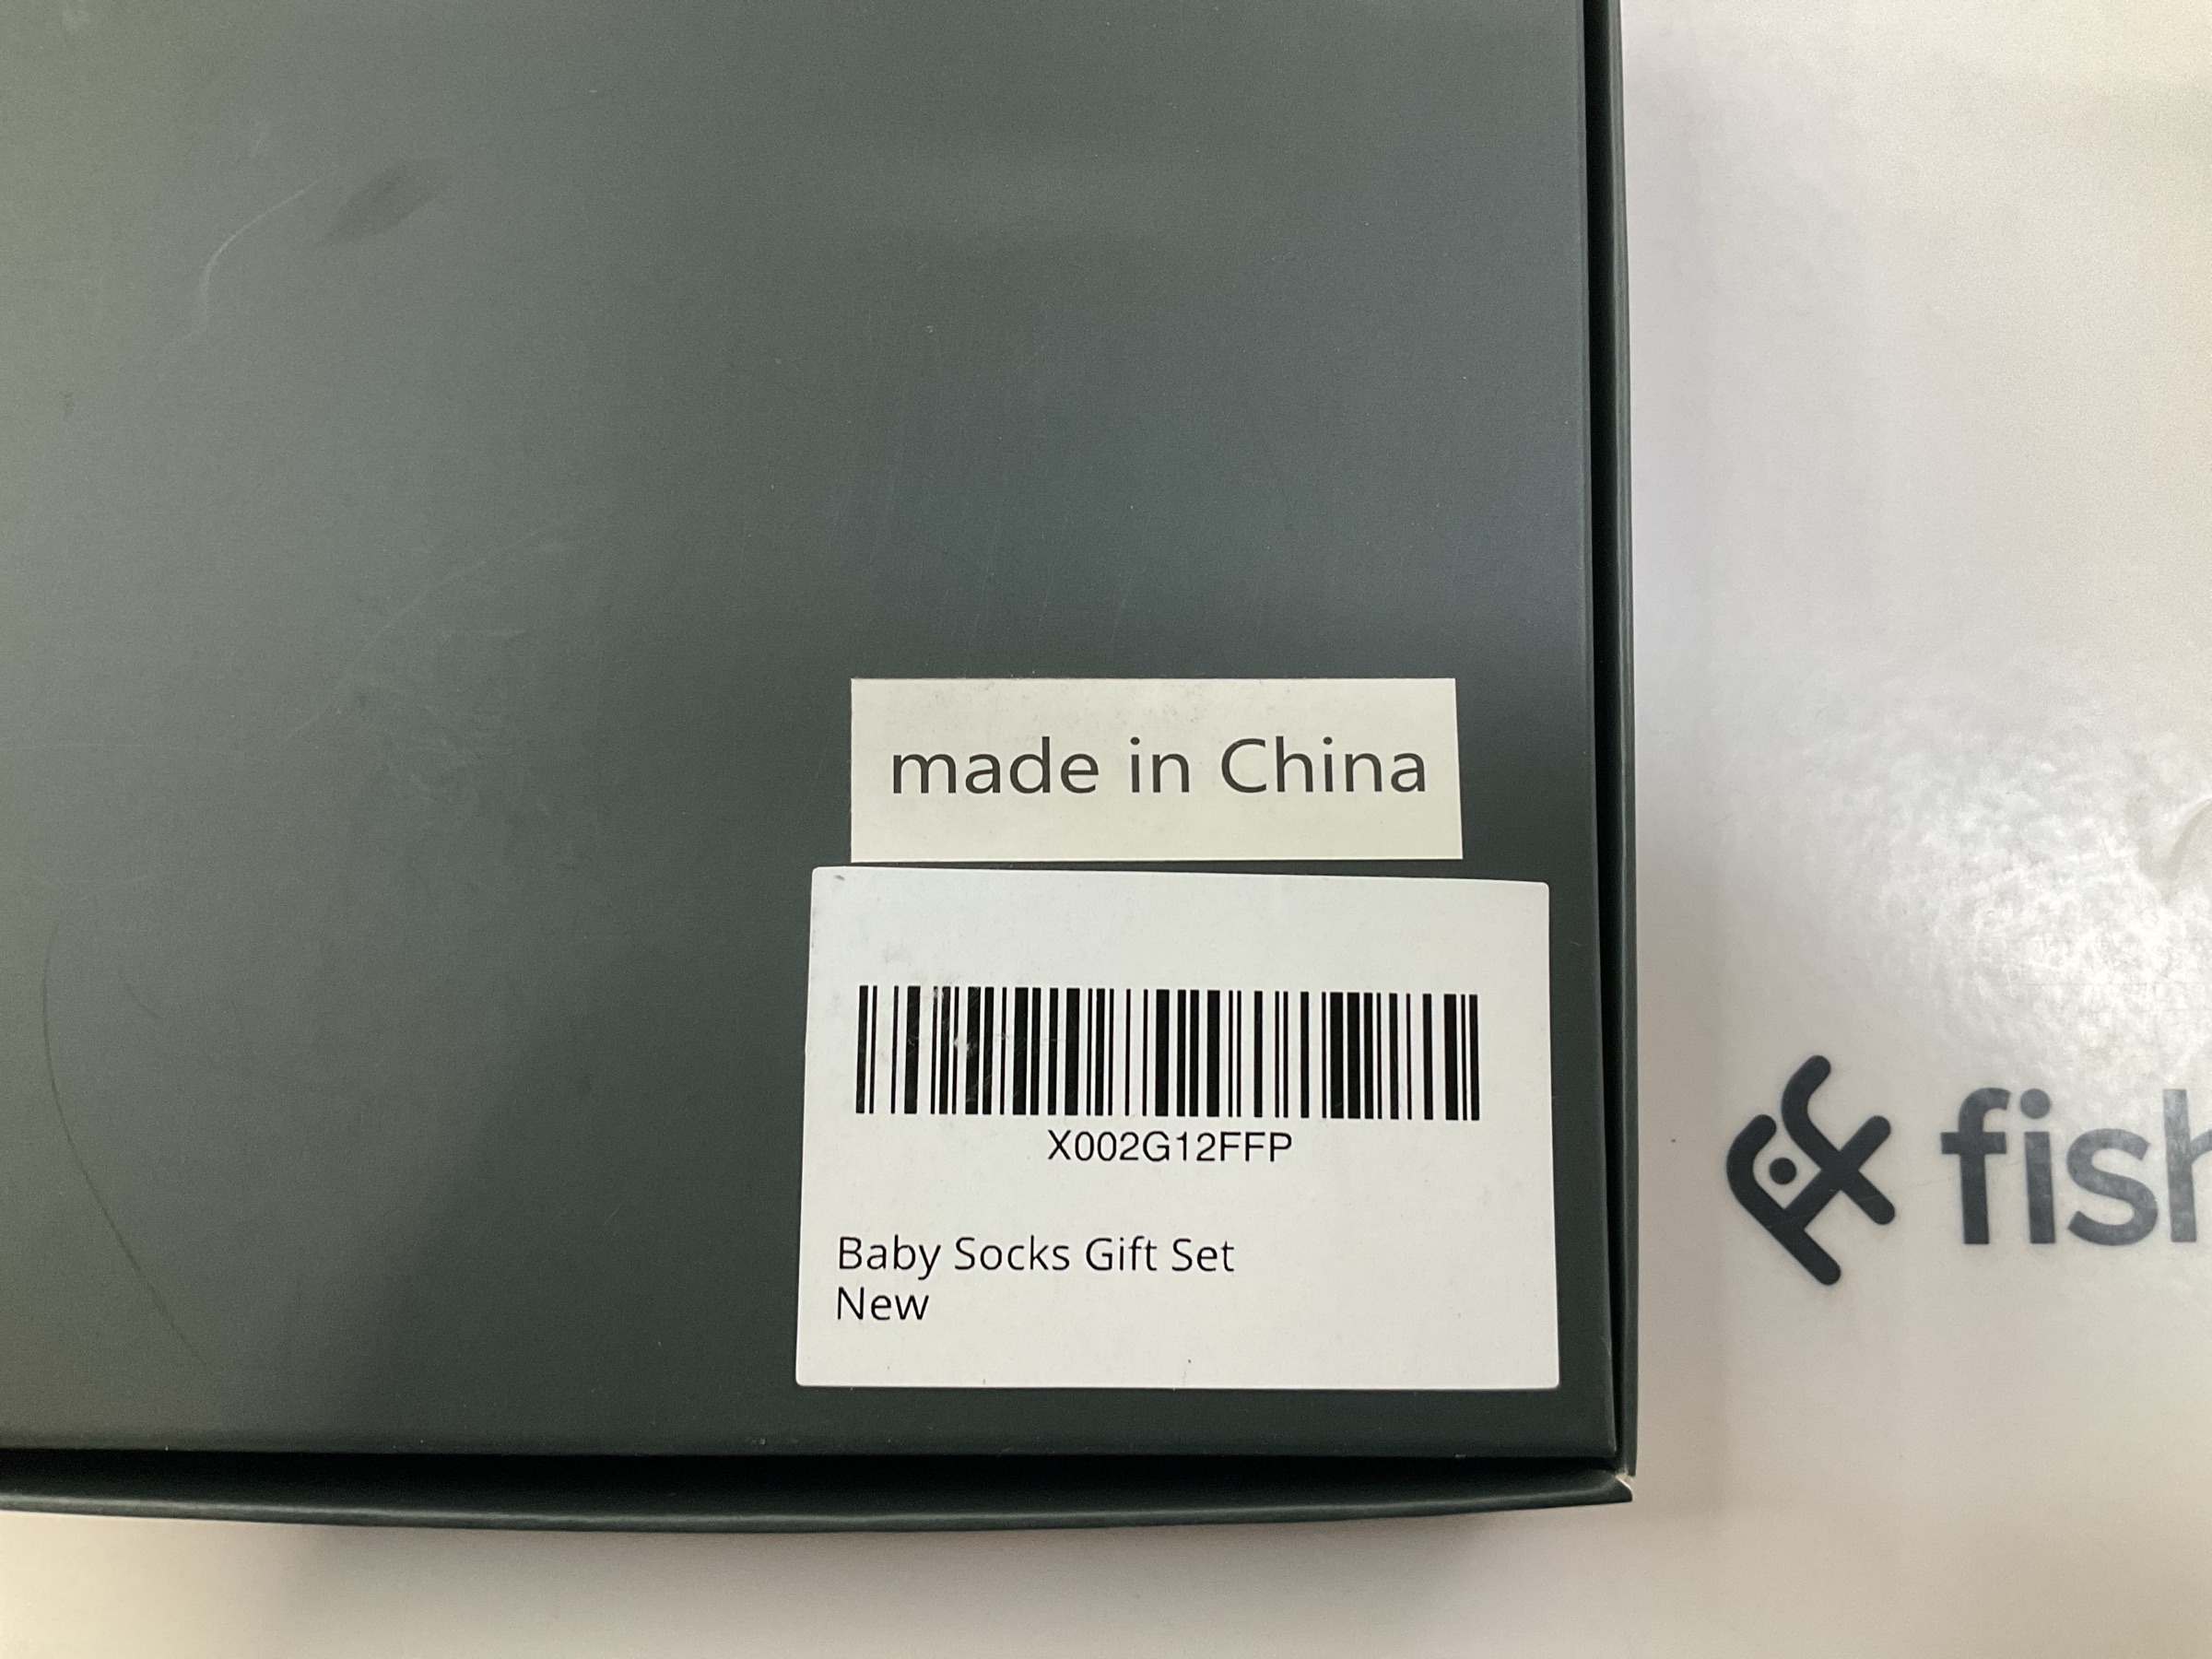 made in China
X002G12FFP
Baby Socks Gift Set
New
fish